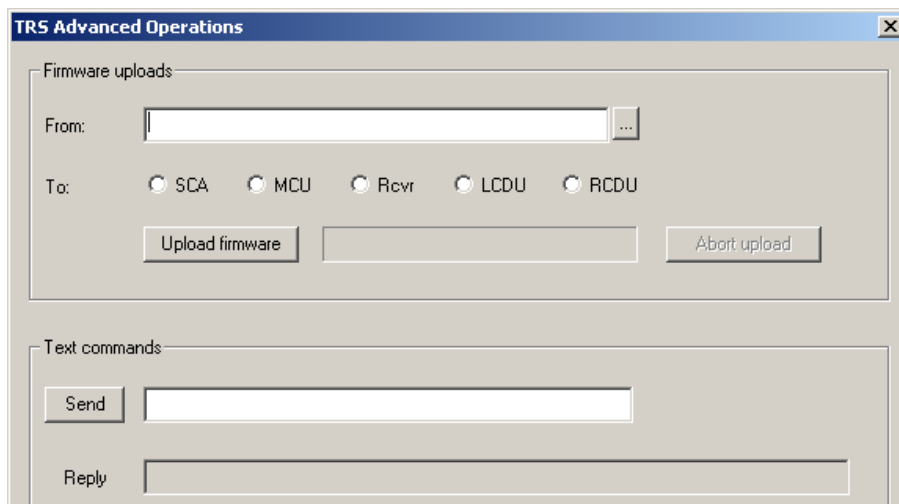 TRS Advanced Operations
Firmware uploads
From: ...
To: SCA MCU Rcvr LCDU RCDU
Upload firmware Abort upload
Text commands
Send
Reply